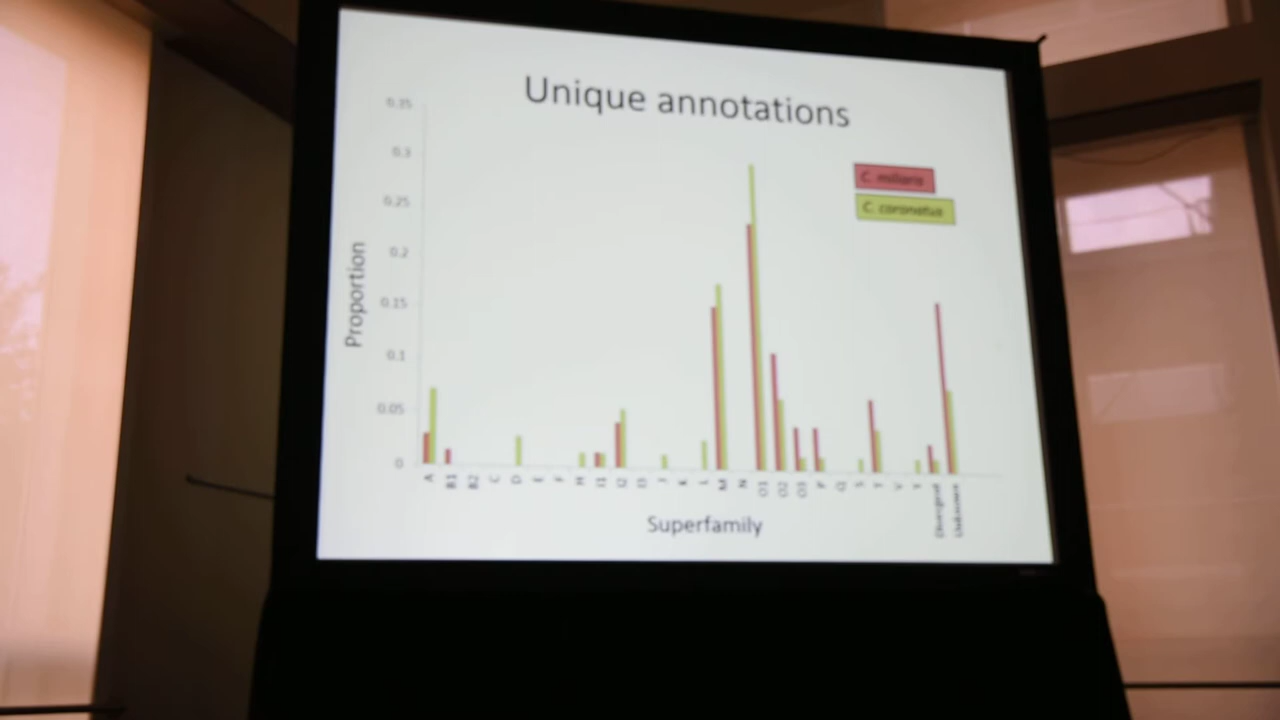 Unique annotations
0.35
0.3
0.25
0.2
0.15
0.1
0.05
0
Proportion
C. miliaris
C. coronatus
A
B1
B2
C
D
E
F
H
I1
I2
I3
J
K
L
M
N
O1
O2
O3
P
Q
S
T
V
Y
Divergent
Unknown
Superfamily